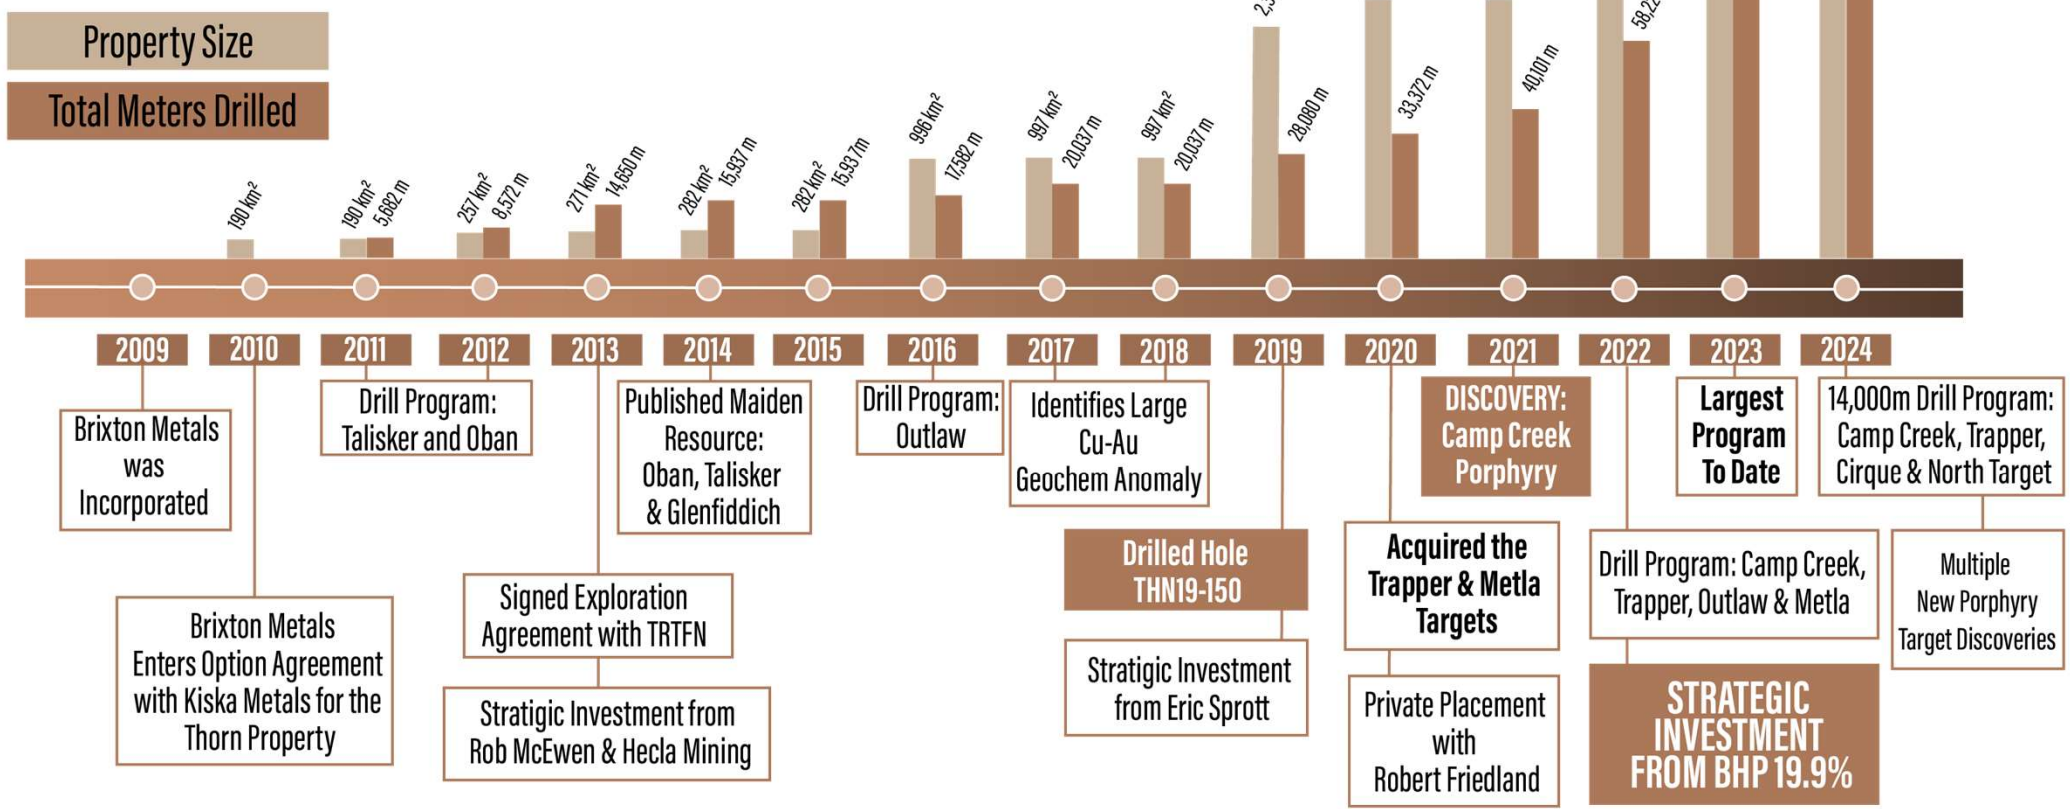 Property Size
Total Meters Drilled
190 km²
190 km²
5,682 m
257 km²
8,572 m
271 km²
14,650 m
282 km²
15,937 m
282 km²
15,937m
996 km²
17,582 m
997 km²
20,037 m
997 km²
20,037 m
28,080 m
33,372 m
40,101 m
2009
2010
2011
2012
2013
2014
2015
2016
2017
2018
2019
2020
2021
2022
2023
2024
Brixton Metals
was
Incorporated
Brixton Metals
Enters Option Agreement
with Kiska Metals for the
Thorn Property
Drill Program:
Talisker and Oban
Signed Exploration
Agreement with TRTFN
Stratigic Investment from
Rob McEwen & Hecla Mining
Published Maiden
Resource:
Oban, Talisker
& Glenfiddich
Drill Program:
Outlaw
Identifies Large
Cu-Au
Geochem Anomaly
Drilled Hole
THN19-150
Stratigic Investment
from Eric Sprott
Acquired the
Trapper & Metla
Targets
Private Placement
with
Robert Friedland
DISCOVERY:
Camp Creek
Porphyry
Drill Program: Camp Creek,
Trapper, Outlaw & Metla
STRATEGIC
INVESTMENT
FROM BHP 19.9%
Largest
Program
To Date
14,000m Drill Program:
Camp Creek, Trapper,
Cirque & North Target
Multiple
New Porphyry
Target Discoveries